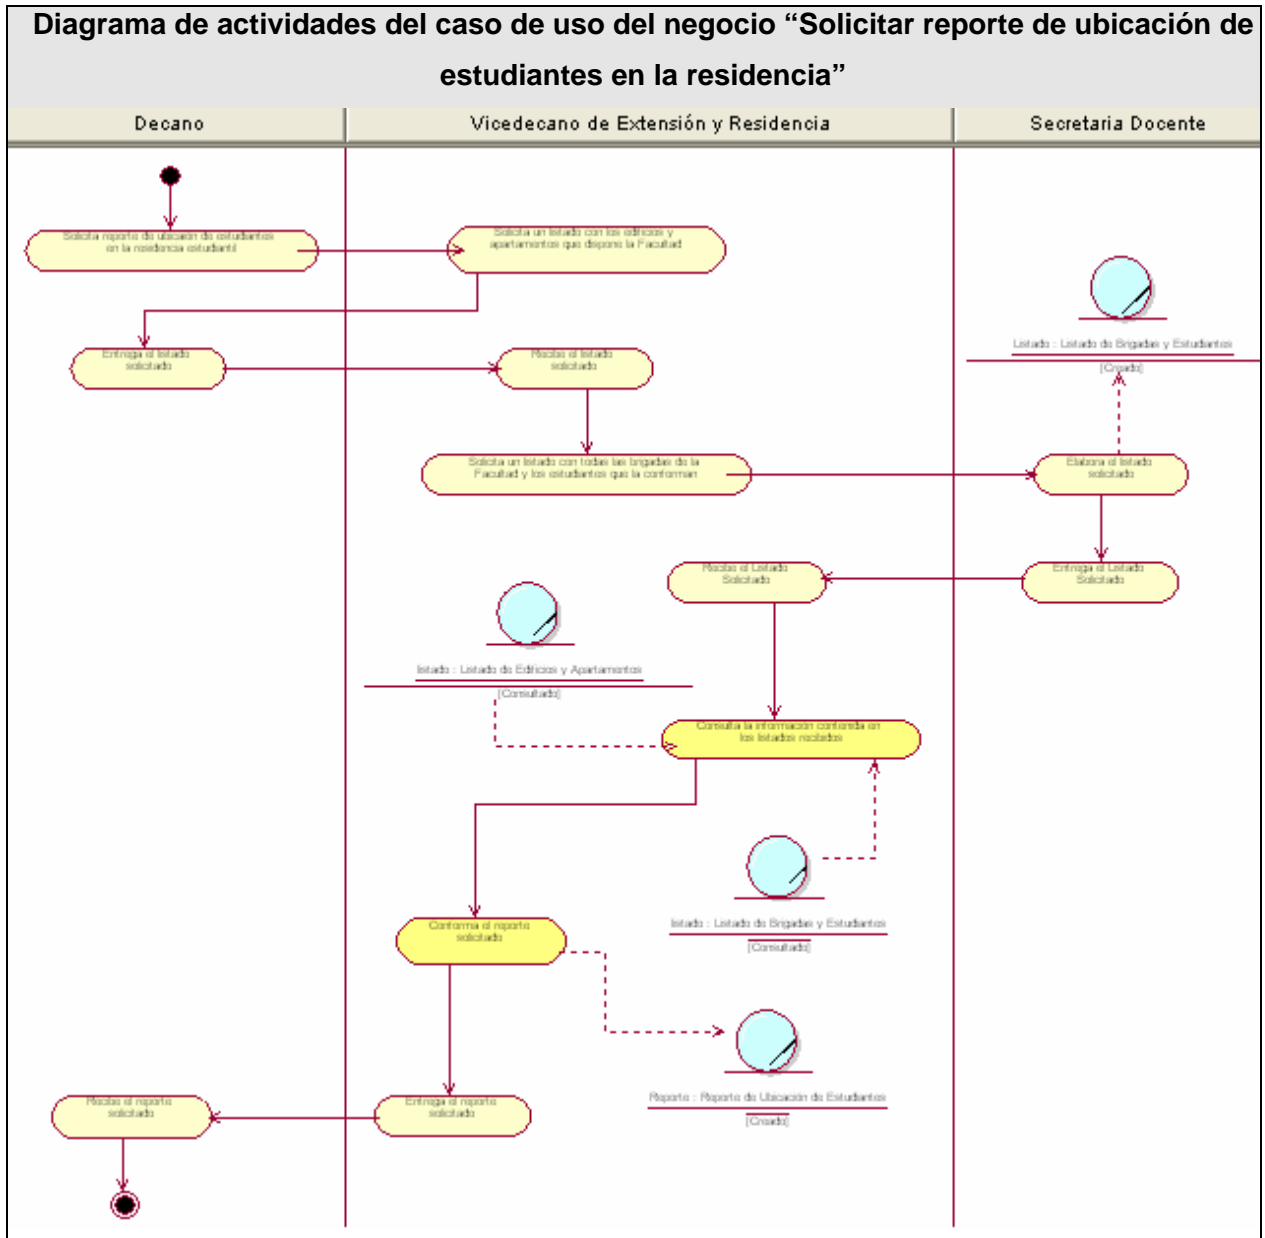 Diagrama de actividades del caso de uso del negocio “Solicitar reporte de ubicación de
estudiantes en la residencia”
Decano
Vicedecano de Extensión y Residencia
Secretaria Docente
Solicita reporte de ubicaión de estudiantes
en la residencia estudiantil
Solicita un listado con los edificios y
apartamentos que dispone la Facultad
Listado : Listado de Brigadas y Estudiantes
[Creado]
Entrega el listado
solicitado
Recibe el listado
solicitado
Solicita un listado con todas las brigadas de la
Facultad y los estudiantes que la conforman
Elabora el listado
solicitado
Recibe el Listado
Solicitado
Entrega el Listado
Solicitado
listado : Listado de Edificios y Apartamentos
[Consultado]
Consulta la información contenida en
los listados recibidos
listado : Listado de Brigadas y Estudiantes
[Consultado]
Conforma el reporte
solicitado
Reporte : Reporte de Ubicación de Estudiantes
[Creado]
Recibe el reporte
solicitado
Entrega el reporte
solicitado